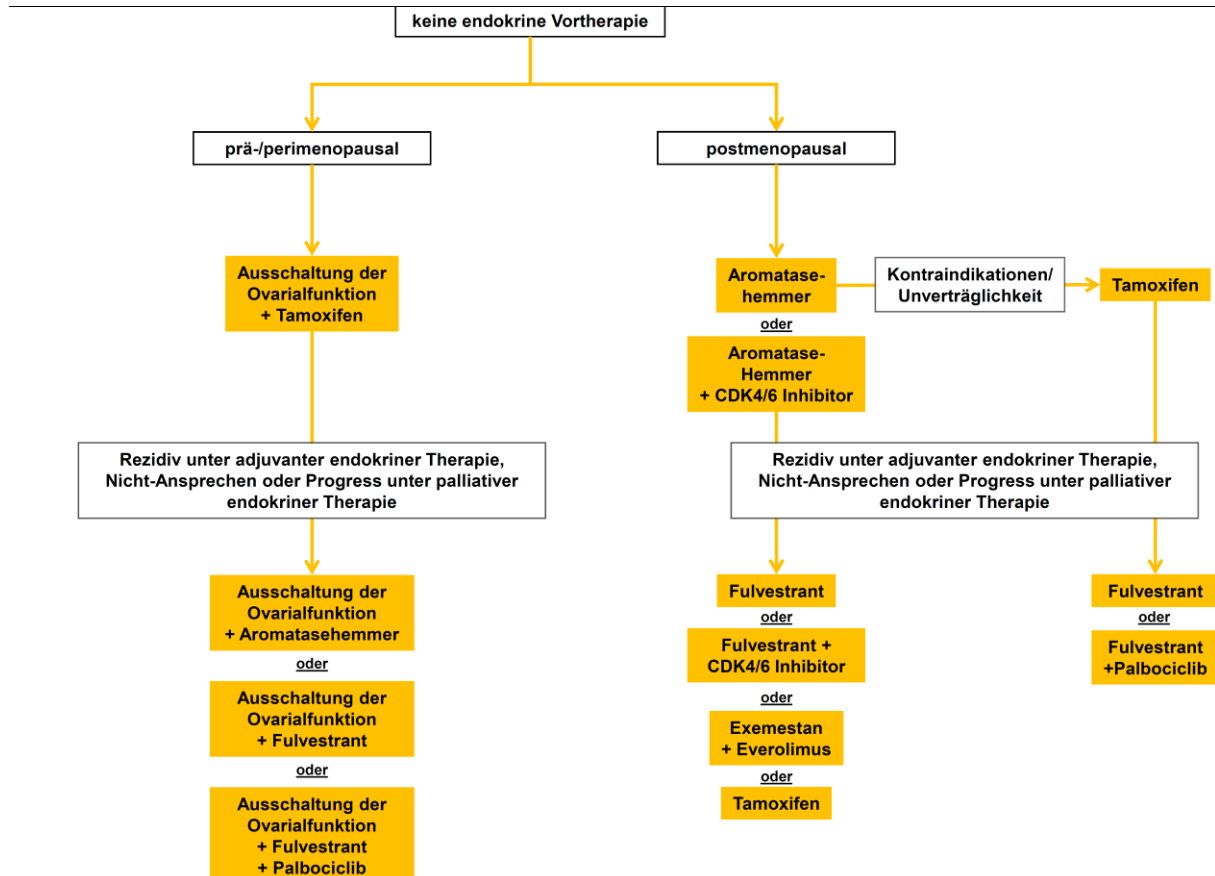 keine endokrine Vortherapie
prä-/perimenopausal
Ausschaltung der
Ovarialfunktion
+ Tamoxifen
Rezidiv unter adjuvanter endokriner Therapie,
Nicht-Ansprechen oder Progress unter palliativer
endokriner Therapie
Ausschaltung der
Ovarialfunktion
+ Aromatasehemmer
oder
Ausschaltung der
Ovarialfunktion
+ Fulvestrant
oder
Ausschaltung der
Ovarialfunktion
+ Fulvestrant
+ Palbociclib
postmenopausal
Aromatase-
hemmer
oder
Aromatase-
Hemmer
+ CDK4/6 Inhibitor
Kontraindikationen/
Unverträglichkeit
Tamoxifen
Rezidiv unter adjuvanter endokriner Therapie,
Nicht-Ansprechen oder Progress unter palliativer
endokriner Therapie
Fulvestrant
oder
Fulvestrant +
CDK4/6 Inhibitor
oder
Exemestan
+ Everolimus
oder
Tamoxifen
Fulvestrant
oder
Fulvestrant
+Palbociclib